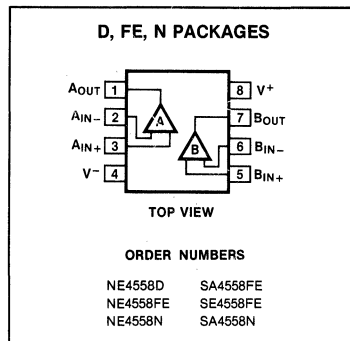 D, FE, N PACKAGES
AOUT 1 8 V+
AIN- 2 A 7 BOUT
AIN+ 3 B 6 BIN-
V- 4 5 BIN+
TOP VIEW
ORDER NUMBERS
NE4558D SA4558FE
NE4558FE SE4558FE
NE4558N SA4558N